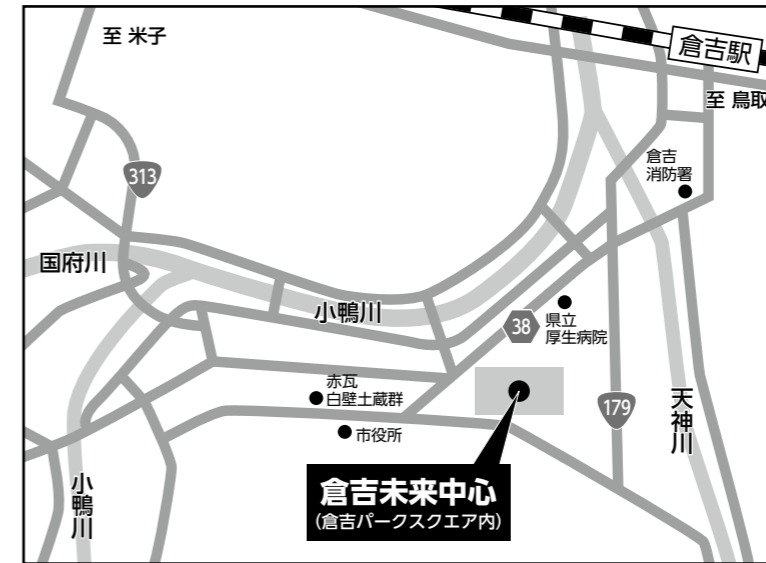 至 米子
倉吉駅
至 鳥取
倉吉
消防署
313
国府川
小鴨川
38
県立
厚生病院
赤瓦
白壁土蔵群
179
天神川
市役所
小鴨川
倉吉未来中心
(倉吉パークスクエア内)